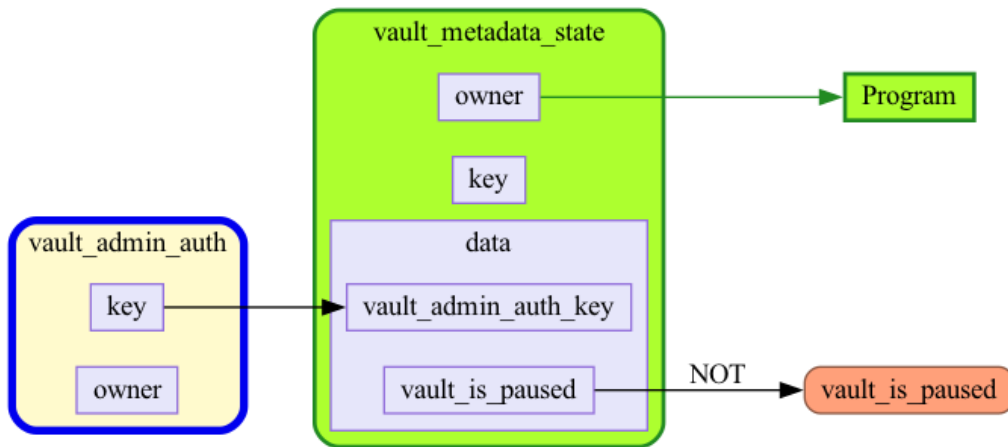 vault_metadata_state
owner
Program
key
vault_admin_auth
data
key
vault_admin_auth_key
owner
vault_is_paused
NOT
vault_is_paused